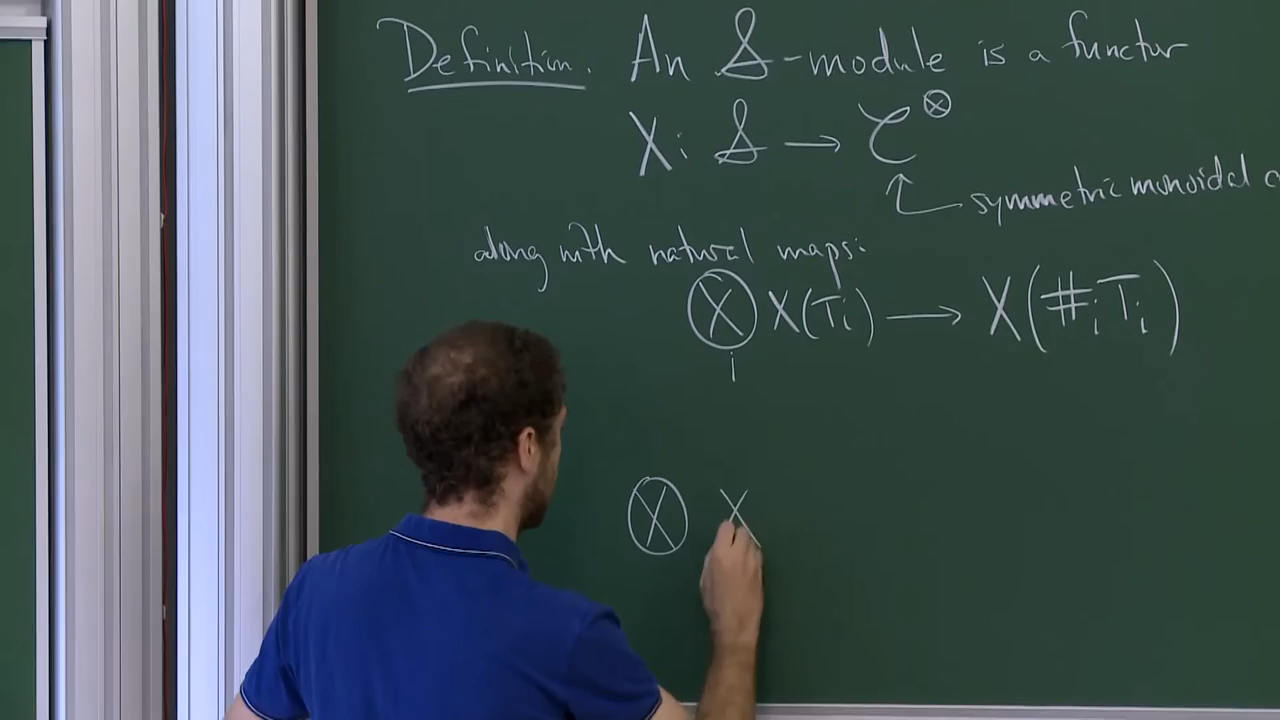 Definition. An 𝕊-module is a functor
X: 𝕊 → 𝒞^⊗
↑ symmetric monoidal
along with natural maps:
⊗_i X(T_i) → X(#_i T_i)
⊗ X